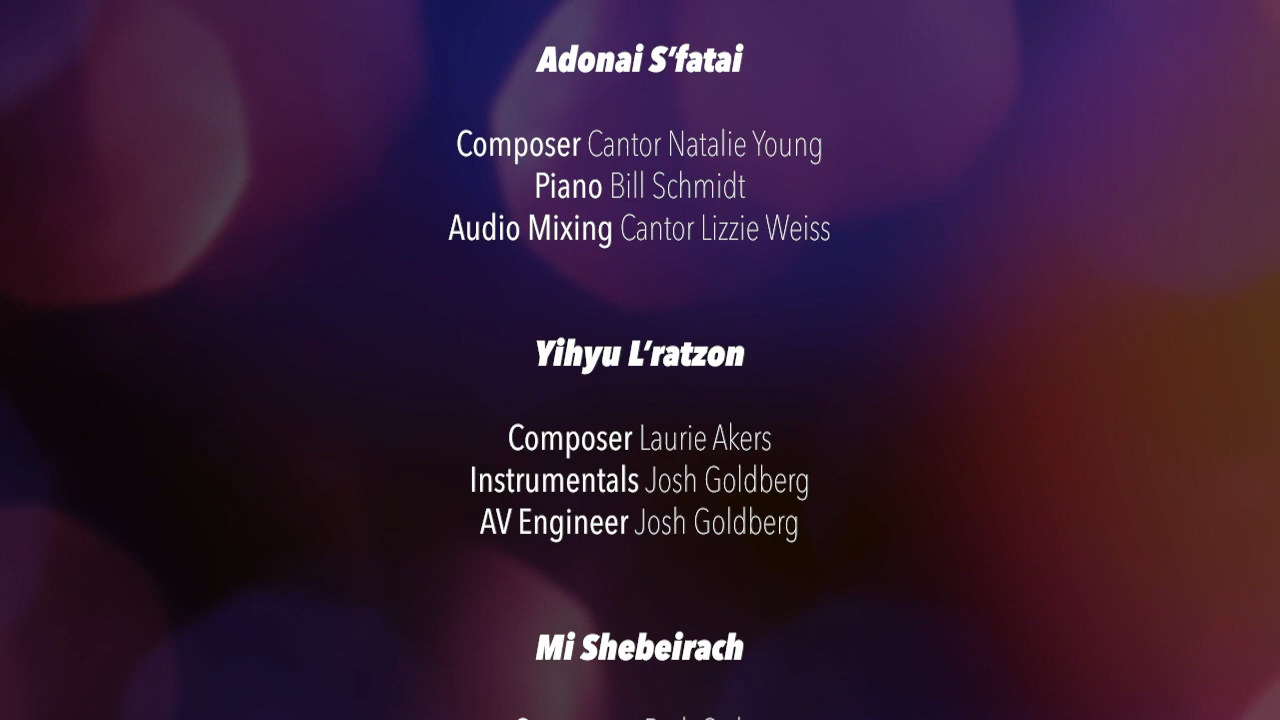 Adonai S’fatai
Composer Cantor Natalie Young
Piano Bill Schmidt
Audio Mixing Cantor Lizzie Weiss
Yihyu L’ratzon
Composer Laurie Akers
Instrumentals Josh Goldberg
AV Engineer Josh Goldberg
Mi Shebeirach